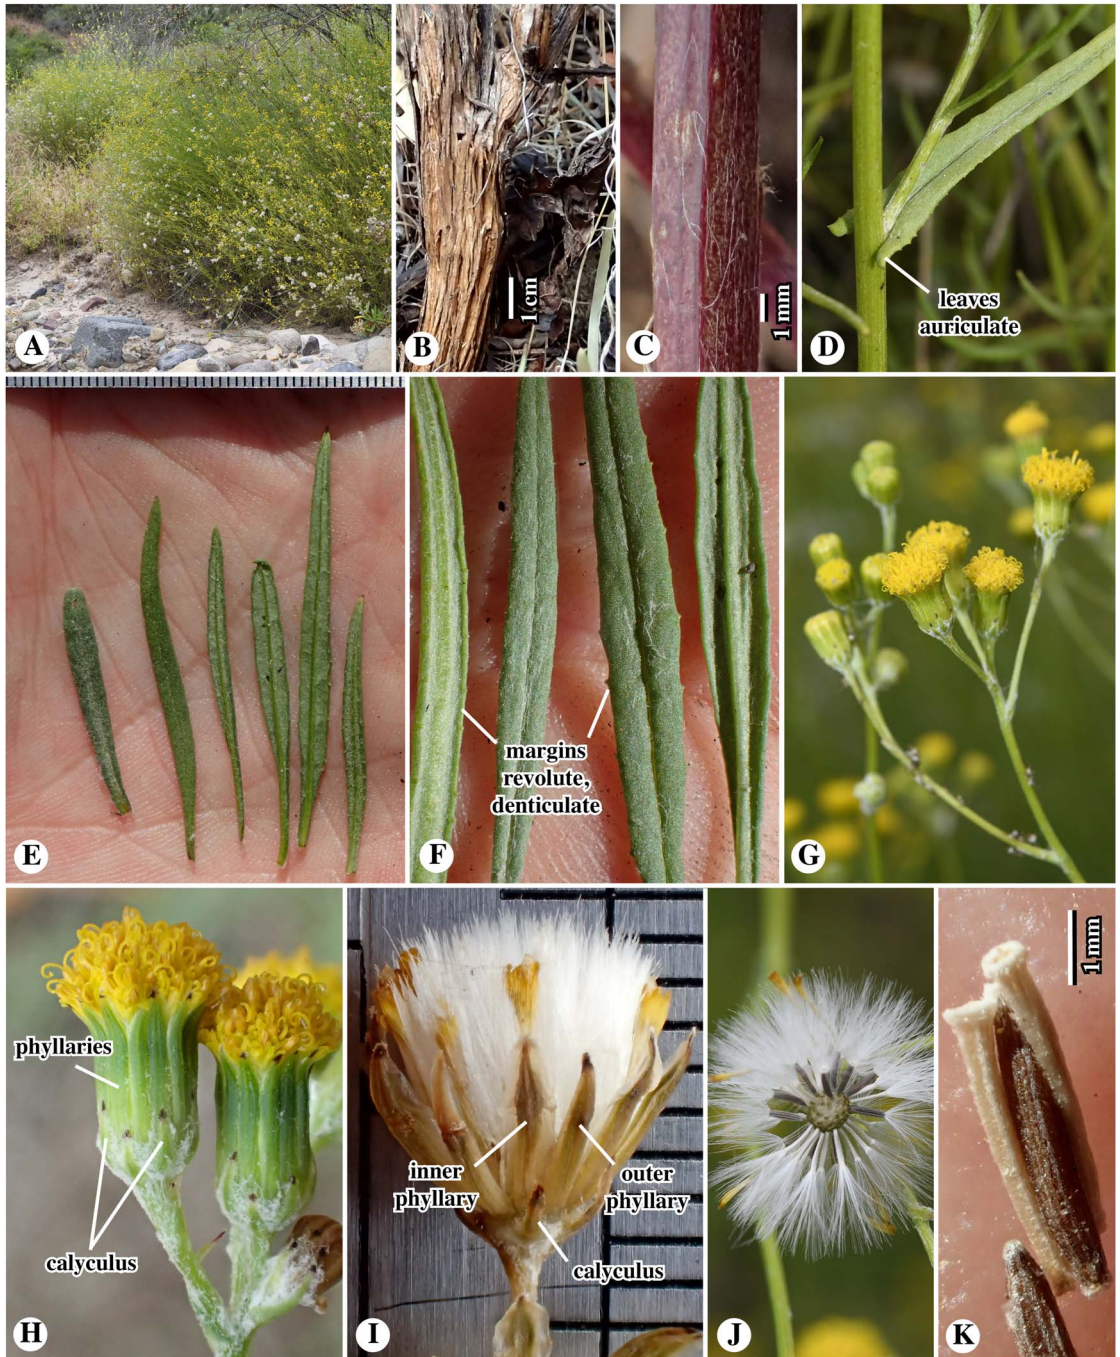 A
B
1 cm
C
1 mm
D
leaves
auriculate
E
F
margins
revolute,
denticulate
G
H
phyllaries
calyculus
I
inner
phyllary
outer
phyllary
calyculus
J
K
1 mm